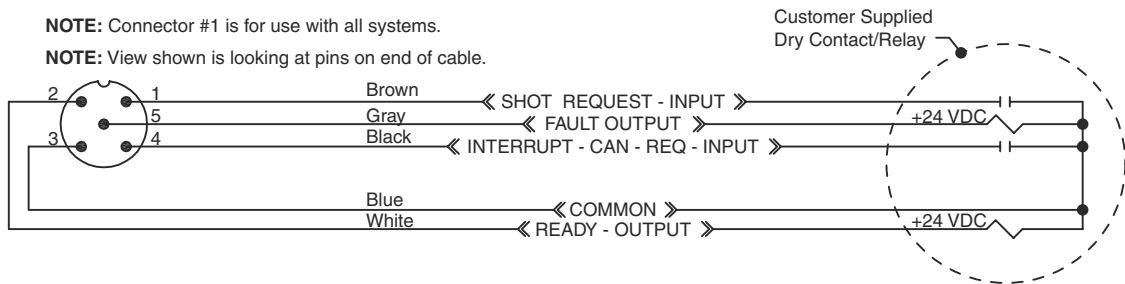 NOTE: Connector #1 is for use with all systems.
NOTE: View shown is looking at pins on end of cable.
Customer Supplied
Dry Contact/Relay
2
1
Brown
SHOT REQUEST - INPUT
5
Gray
FAULT OUTPUT
+24 VDC
3
4
Black
INTERRUPT - CAN - REQ - INPUT
Blue
COMMON
White
READY - OUTPUT
+24 VDC